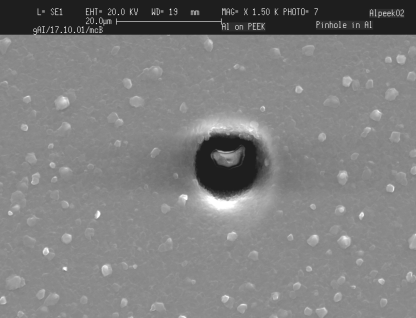 L= SE1 EHT= 20.0 KV WD= 19 mm MAG= X 1.50 K PHOTO= 7 Alpeek02
20.0µm Al on PEEK Pinhole in Al
gAI/17.10.01/mcB